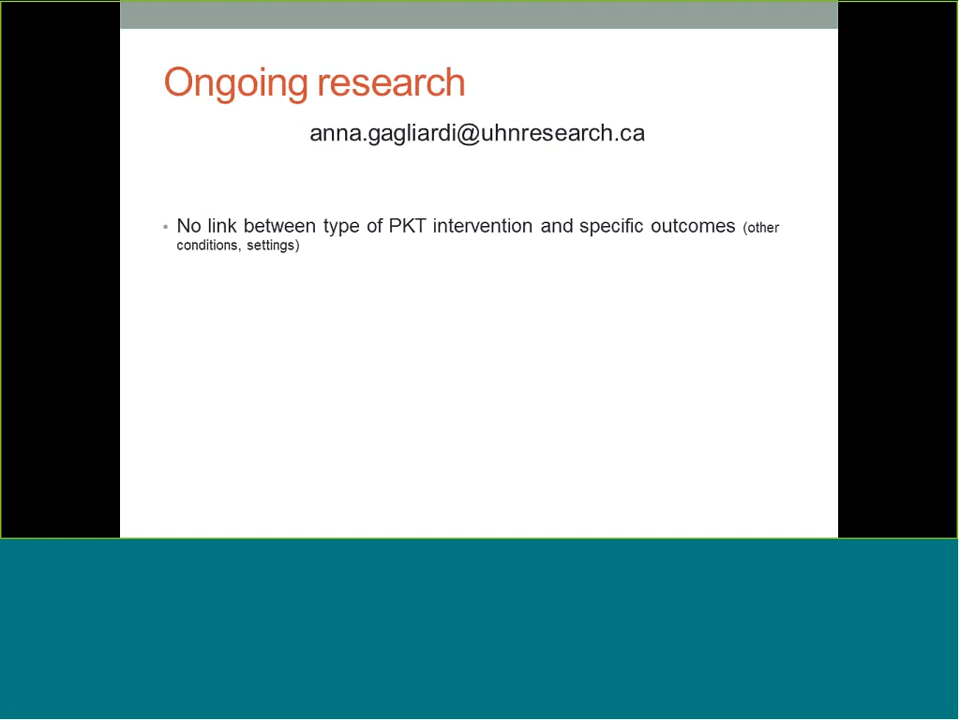 Ongoing research
anna.gagliardi@uhnresearch.ca
• No link between type of PKT intervention and specific outcomes (other
conditions, settings)